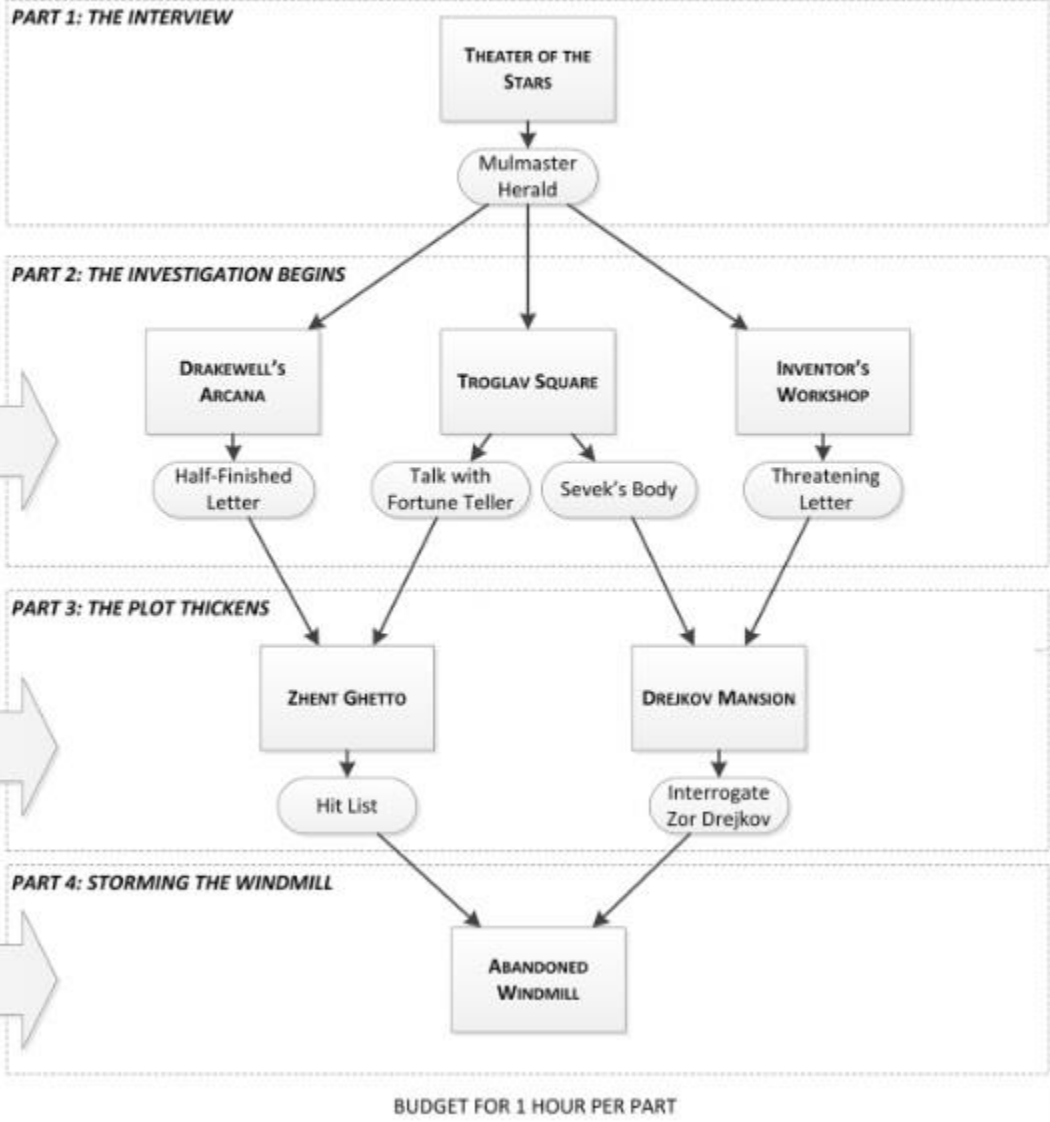 PART 1: THE INTERVIEW
THEATER OF THE
STARS
Mulmaster
Herald
PART 2: THE INVESTIGATION BEGINS
DRAKEWELL'S
ARCANA
TROGLAV SQUARE
INVENTOR'S
WORKSHOP
Half-Finished
Letter
Talk with
Fortune Teller
Sevek's Body
Threatening
Letter
PART 3: THE PLOT THICKENS
ZHENT GHETTO
DREJKOV MANSION
Hit List
Interrogate
Zor Drejkov
PART 4: STORMING THE WINDMILL
ABANDONED
WINDMILL
BUDGET FOR 1 HOUR PER PART